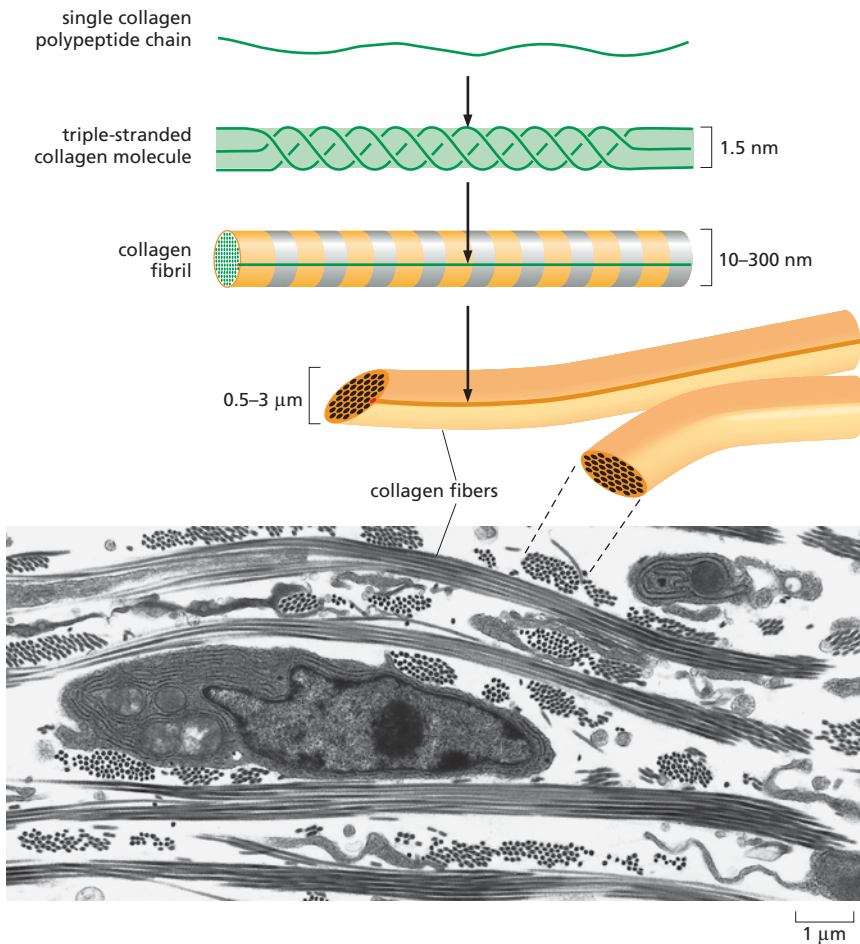 single collagen
polypeptide chain
triple-stranded
collagen molecule
1.5 nm
collagen
fibril
10–300 nm
0.5–3 μm
collagen fibers
1 μm